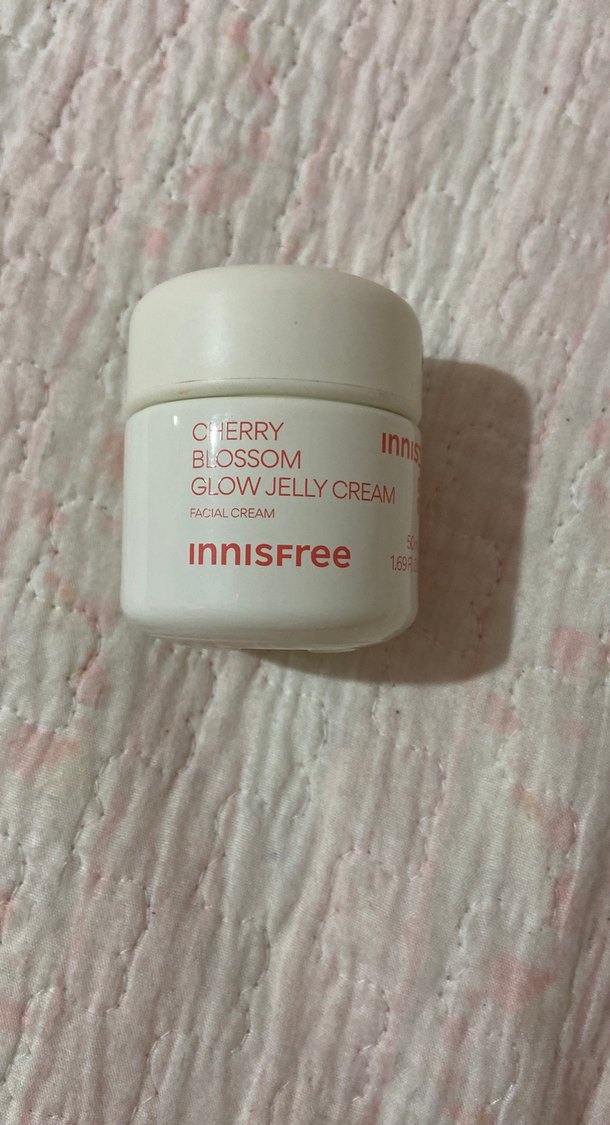 CHERRY
BLOSSOM
GLOW JELLY CREAM
FACIAL CREAM
innisfree